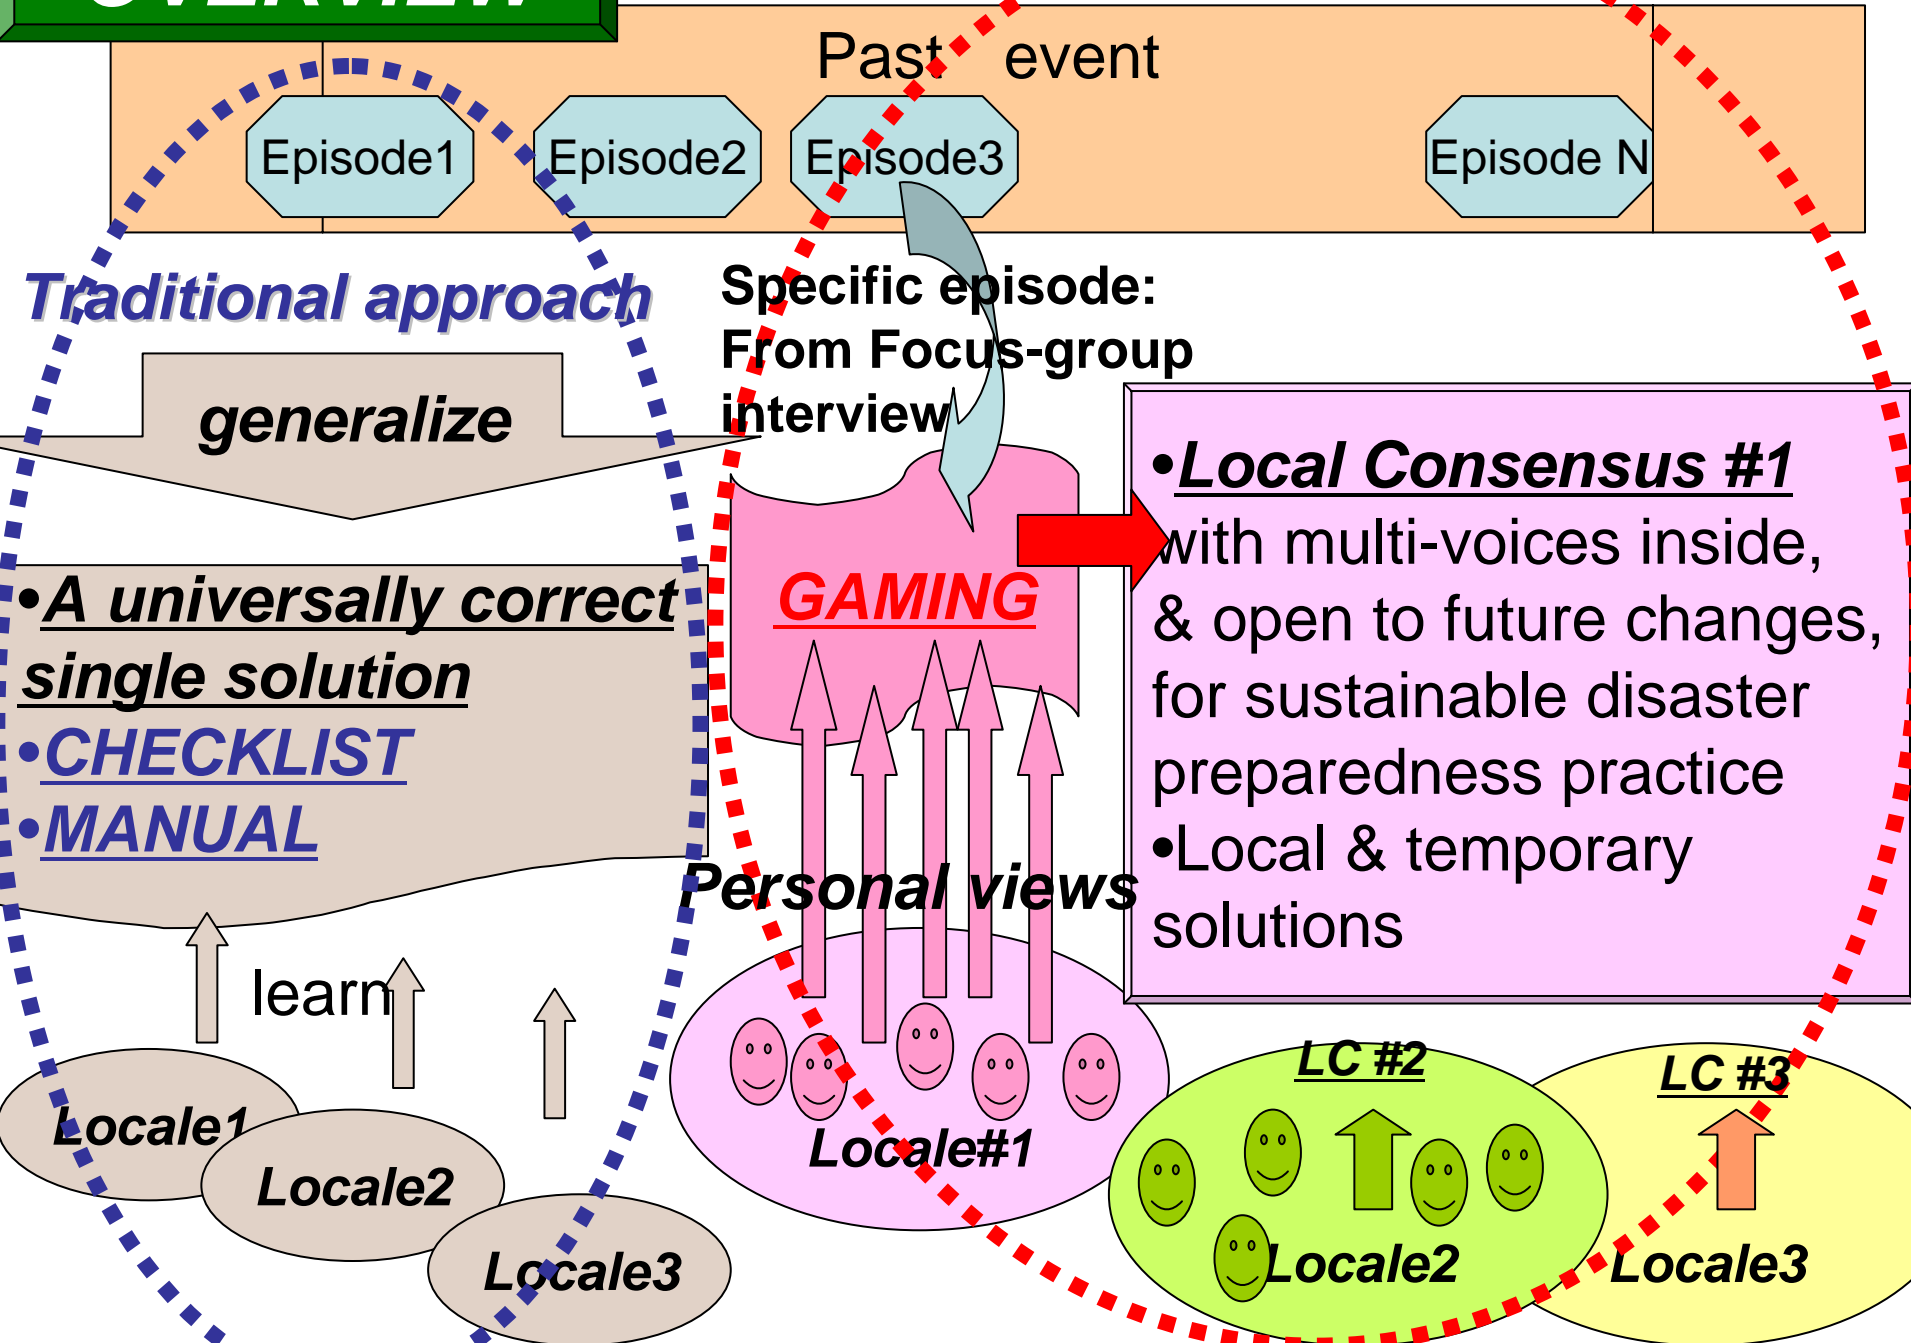 OVERVIEW
Past event
Episode1
Episode2
Episode3
Episode N
Traditional approach
generalize
•A universally correct
single solution
•CHECKLIST
•MANUAL
learn
Locale1
Locale2
Locale3
Specific episode:
From Focus-group
interview
GAMING
Personal views
Locale#1
•Local Consensus #1
with multi-voices inside,
& open to future changes,
for sustainable disaster
preparedness practice
•Local & temporary
solutions
LC #2
Locale2
LC #3
Locale3